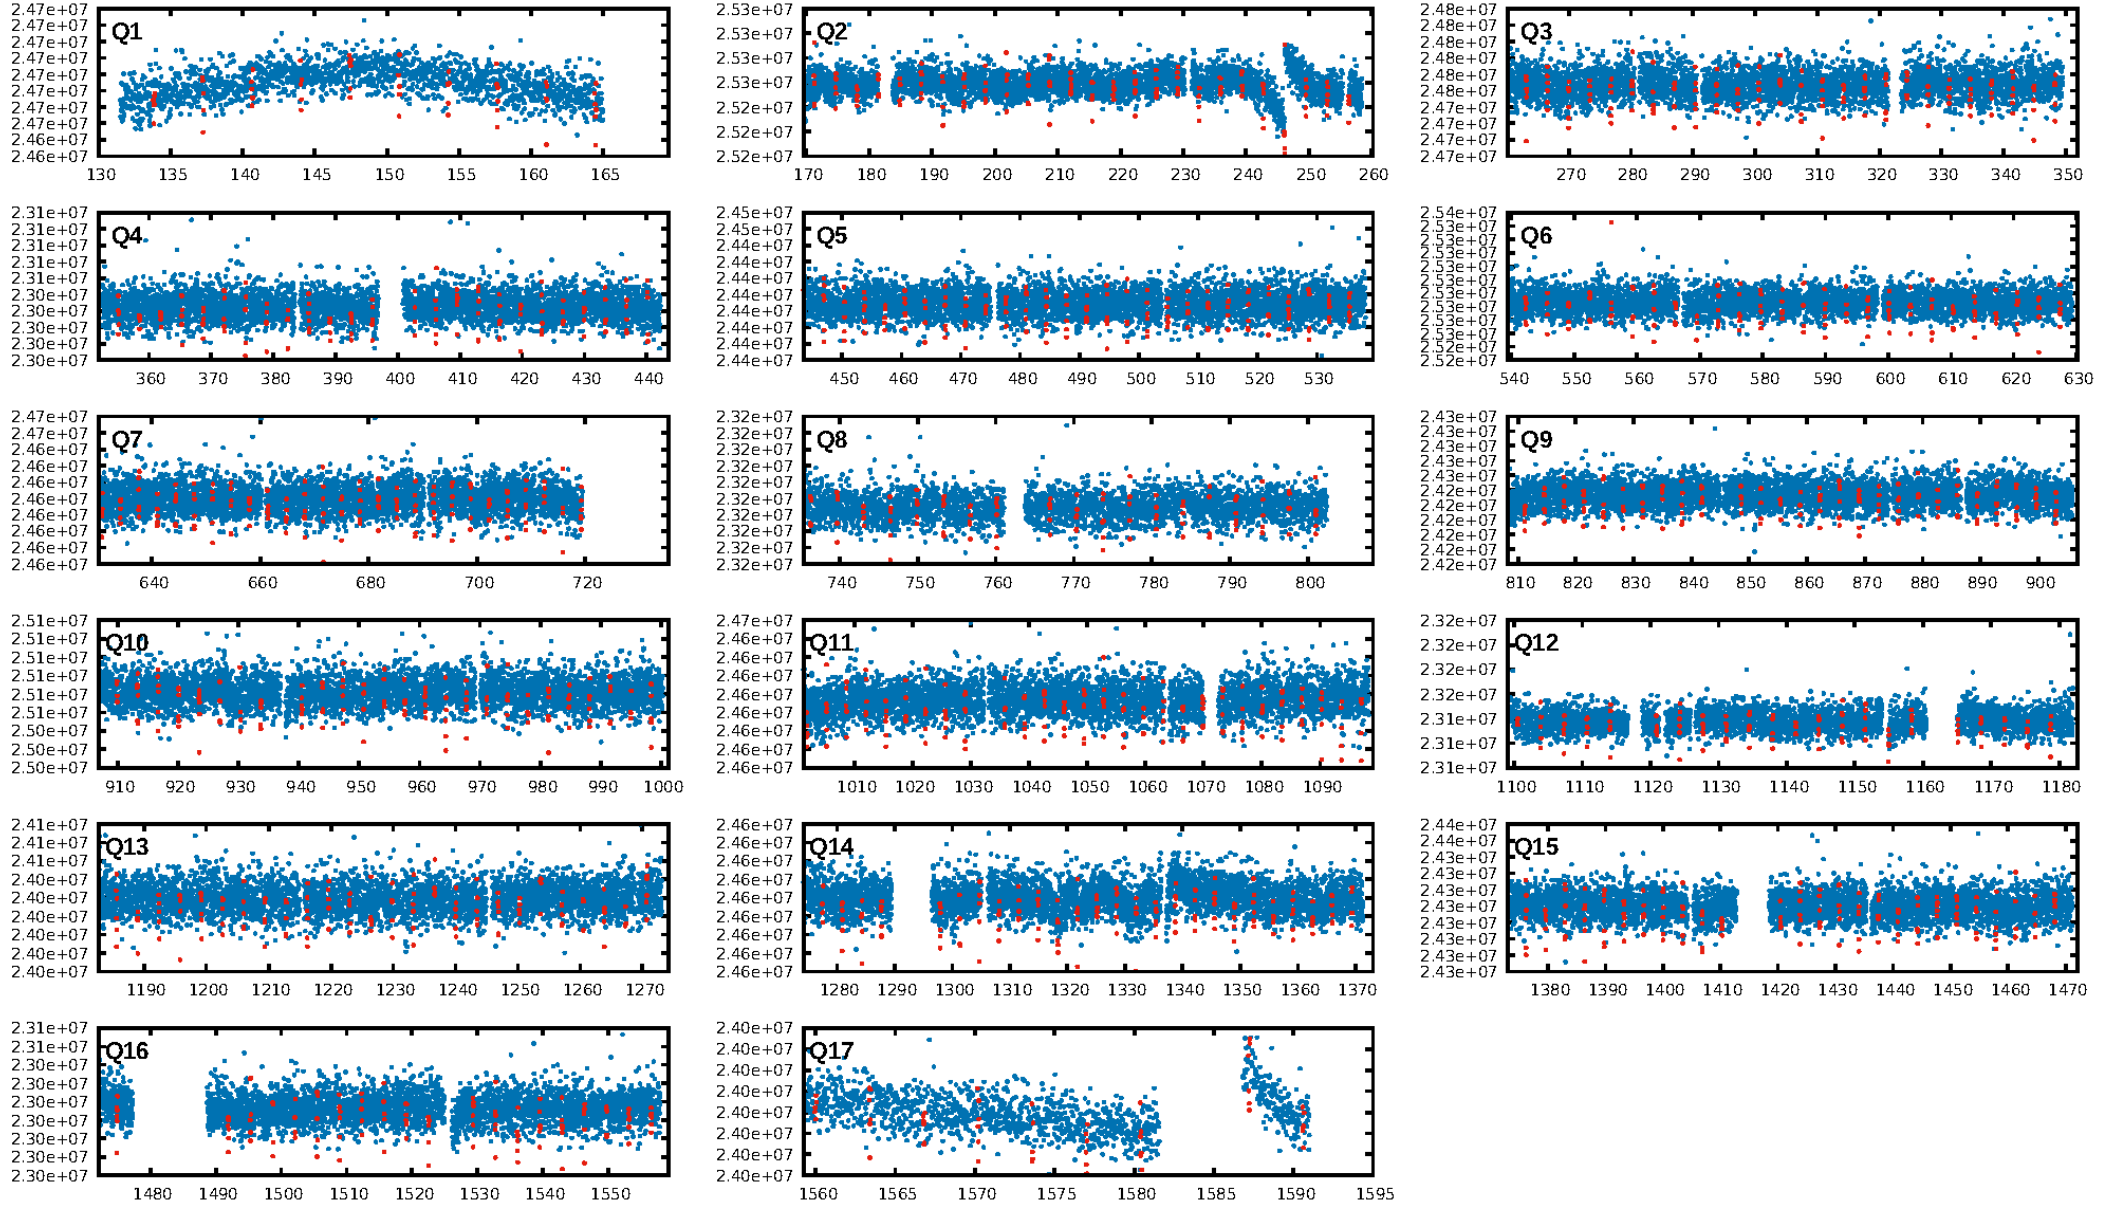 2.47e+07
2.47e+07
2.47e+07
2.47e+07
2.47e+07
2.47e+07
2.47e+07
2.47e+07
2.46e+07
2.46e+07
Q1
130 135 140 145 150 155 160 165
2.53e+07
2.53e+07
2.53e+07
2.53e+07
2.52e+07
2.52e+07
2.52e+07
Q2
170 180 190 200 210 220 230 240 250 260
2.48e+07
2.48e+07
2.48e+07
2.48e+07
2.48e+07
2.48e+07
2.47e+07
2.47e+07
2.47e+07
2.47e+07
Q3
270 280 290 300 310 320 330 340 350
2.31e+07
2.31e+07
2.31e+07
2.31e+07
2.31e+07
2.30e+07
2.30e+07
2.30e+07
2.30e+07
2.30e+07
Q4
360 370 380 390 400 410 420 430 440
2.45e+07
2.45e+07
2.44e+07
2.44e+07
2.44e+07
2.44e+07
2.44e+07
2.44e+07
2.44e+07
2.44e+07
Q5
450 460 470 480 490 500 510 520 530
2.54e+07
2.53e+07
2.53e+07
2.53e+07
2.53e+07
2.53e+07
2.53e+07
2.53e+07
2.53e+07
2.53e+07
2.52e+07
2.52e+07
Q6
540 550 560 570 580 590 600 610 620 630
2.47e+07
2.47e+07
2.46e+07
2.46e+07
2.46e+07
2.46e+07
2.46e+07
2.46e+07
2.46e+07
2.46e+07
Q7
640 660 680 700 720
2.32e+07
2.32e+07
2.32e+07
2.32e+07
2.32e+07
2.32e+07
2.32e+07
2.32e+07
2.32e+07
2.32e+07
Q8
740 750 760 770 780 790 800
2.43e+07
2.43e+07
2.43e+07
2.43e+07
2.43e+07
2.42e+07
2.42e+07
2.42e+07
2.42e+07
2.42e+07
2.42e+07
Q9
810 820 830 840 850 860 870 880 890 900
2.51e+07
2.51e+07
2.51e+07
2.51e+07
2.51e+07
2.51e+07
2.50e+07
2.50e+07
2.50e+07
Q10
910 920 930 940 950 960 970 980 990 1000
2.47e+07
2.46e+07
2.46e+07
2.46e+07
2.46e+07
2.46e+07
2.46e+07
2.46e+07
2.46e+07
Q11
1010 1020 1030 1040 1050 1060 1070 1080 1090
2.32e+07
2.32e+07
2.32e+07
2.32e+07
2.31e+07
2.31e+07
2.31e+07
Q12
1100 1110 1120 1130 1140 1150 1160 1170 1180
2.41e+07
2.41e+07
2.41e+07
2.40e+07
2.40e+07
2.40e+07
2.40e+07
2.40e+07
2.40e+07
Q13
1190 1200 1210 1220 1230 1240 1250 1260 1270
2.46e+07
2.46e+07
2.46e+07
2.46e+07
2.46e+07
2.46e+07
2.46e+07
2.46e+07
2.46e+07
Q14
1280 1290 1300 1310 1320 1330 1340 1350 1360 1370
2.44e+07
2.44e+07
2.43e+07
2.43e+07
2.43e+07
2.43e+07
2.43e+07
2.43e+07
2.43e+07
2.43e+07
Q15
1380 1390 1400 1410 1420 1430 1440 1450 1460 1470
2.31e+07
2.31e+07
2.30e+07
2.30e+07
2.30e+07
2.30e+07
2.30e+07
2.30e+07
2.30e+07
Q16
1480 1490 1500 1510 1520 1530 1540 1550
2.40e+07
2.40e+07
2.40e+07
2.40e+07
2.40e+07
2.40e+07
2.40e+07
2.40e+07
Q17
1560 1565 1570 1575 1580 1585 1590 1595